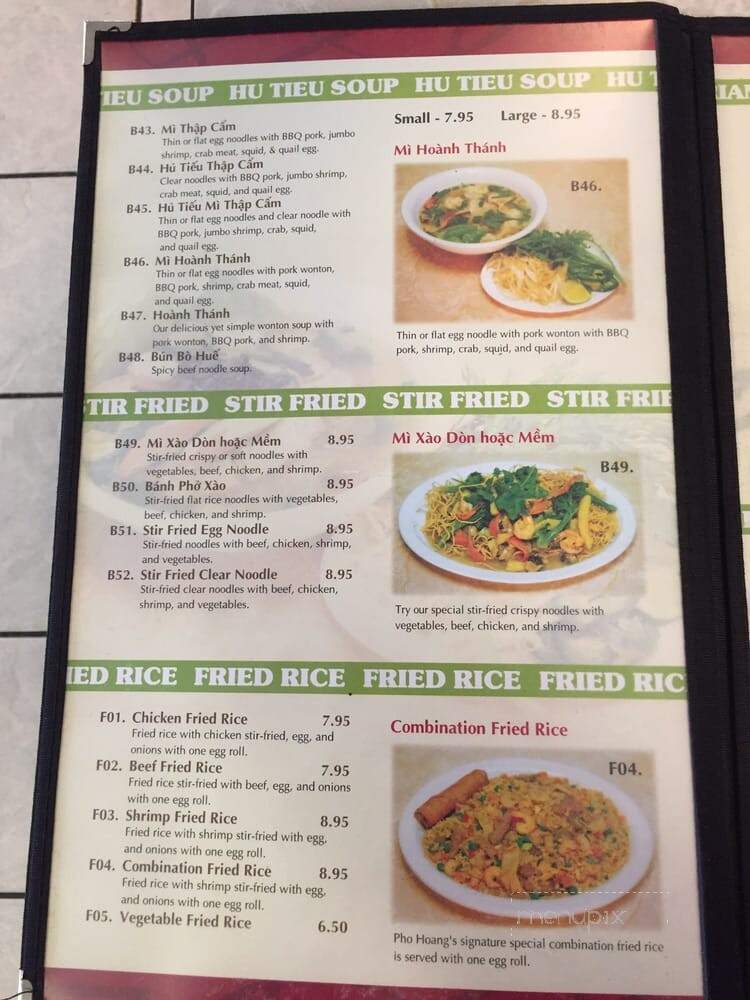 IEU SOUP HU TIEU SOUP HU TIEU SOUP HU T
Small - 7.95 Large - 8.95
B43. Mì Thập Cẩm
Thin or flat egg noodles with BBQ pork, jumbo
shrimp, crab meat, squid, & quail egg.
B44. Hủ Tiếu Thập Cẩm
Clear noodles with BBQ pork, jumbo shrimp,
crab meat, squid, and quail egg.
B45. Hủ Tiếu Mì Thập Cẩm
Thin or flat egg noodles and clear noodle with
BBQ pork, jumbo shrimp, crab, squid,
and quail egg.
B46. Mì Hoành Thánh
Thin or flat egg noodles with pork wonton,
BBQ pork, shrimp, crab meat, squid,
and quail egg.
B47. Hoành Thánh
Our delicious yet simple wonton soup with
pork wonton, BBQ pork, and shrimp.
B48. Bún Bò Huế
Spicy beef noodle soup.
Mì Hoành Thánh
B46.
Thin or flat egg noodle with pork wonton with BBQ
pork, shrimp, crab, squid, and quail egg.
TIR FRIED STIR FRIED STIR FRIED STIR FRIE
B49. Mì Xào Dòn hoặc Mềm 8.95
Stir-fried crispy or soft noodles with
vegetables, beef, chicken, and shrimp.
B50. Bánh Phở Xào 8.95
Stir-fried flat rice noodles with vegetables,
beef, chicken, and shrimp.
B51. Stir Fried Egg Noodle 8.95
Stir-fried noodles with beef, chicken, shrimp,
and vegetables.
B52. Stir Fried Clear Noodle 8.95
Stir-fried clear noodles with beef, chicken,
shrimp, and vegetables.
Mì Xào Dòn hoặc Mềm
B49.
Try our special stir-fried crispy noodles with
vegetables, beef, chicken, and shrimp.
IED RICE FRIED RICE FRIED RICE FRIED RIC
F01. Chicken Fried Rice 7.95
Fried rice with chicken stir-fried, egg, and
onions with one egg roll.
F02. Beef Fried Rice 7.95
Fried rice stir-fried with beef, egg, and onions
with one egg roll.
F03. Shrimp Fried Rice 8.95
Fried rice with shrimp stir-fried with egg,
and onions with one egg roll.
F04. Combination Fried Rice 8.95
Fried rice with shrimp stir-fried with egg,
and onions with one egg roll.
F05. Vegetable Fried Rice 6.50
Combination Fried Rice
F04.
menupix
Pho Hoang's signature special combination fried rice
is served with one egg roll.